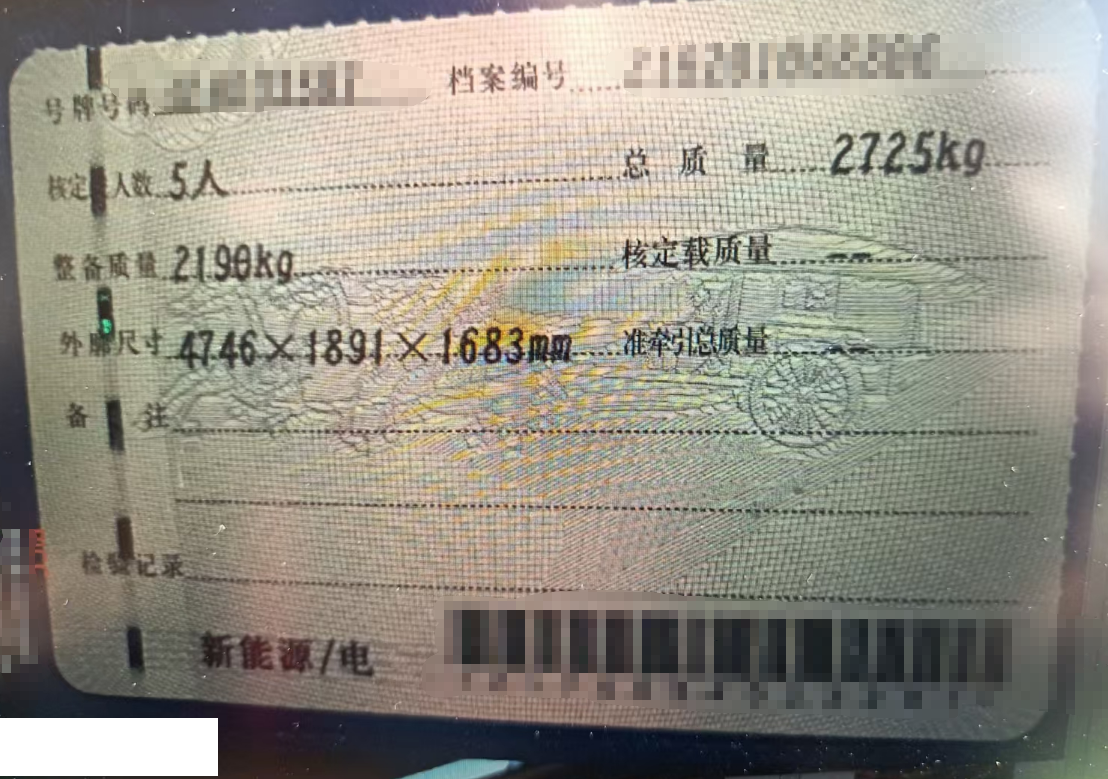 号牌号码 档案编号
核定载人数 5人 总质量 2725kg
整备质量 2190kg 核定载质量 --
外廓尺寸 4746×1891×1683mm 准牵引总质量 --
备注
检验记录
新能源/电